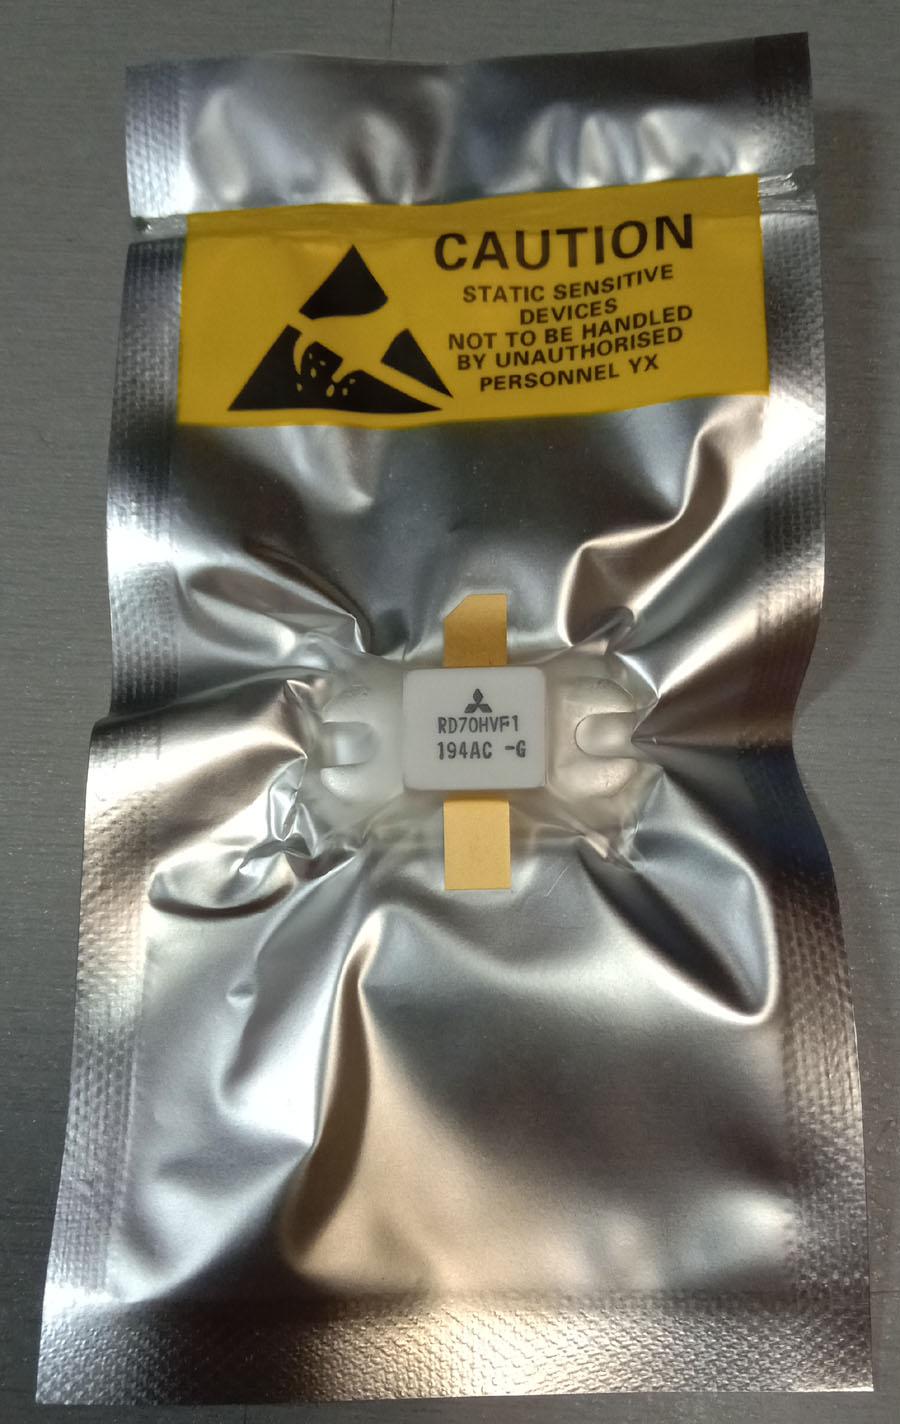 CAUTION
STATIC SENSITIVE
DEVICES
NOT TO BE HANDLED
BY UNAUTHORISED
PERSONNEL YX
RD70HVF1
194AC -G